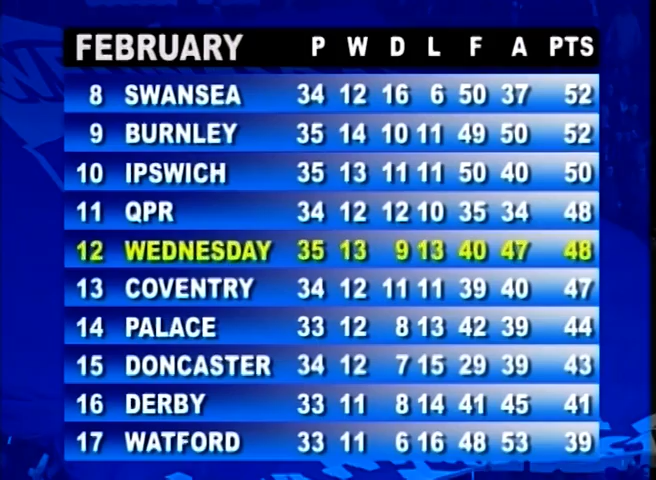 FEBRUARY P W D L F A PTS
8 SWANSEA 34 12 16 6 50 37 52
9 BURNLEY 35 14 10 11 49 50 52
10 IPSWICH 35 13 11 11 50 40 50
11 QPR 34 12 12 10 35 34 48
12 WEDNESDAY 35 13 9 13 40 47 48
13 COVENTRY 34 12 11 11 39 40 47
14 PALACE 33 12 8 13 42 39 44
15 DONCASTER 34 12 7 15 29 39 43
16 DERBY 33 11 8 14 41 45 41
17 WATFORD 33 11 6 16 48 53 39